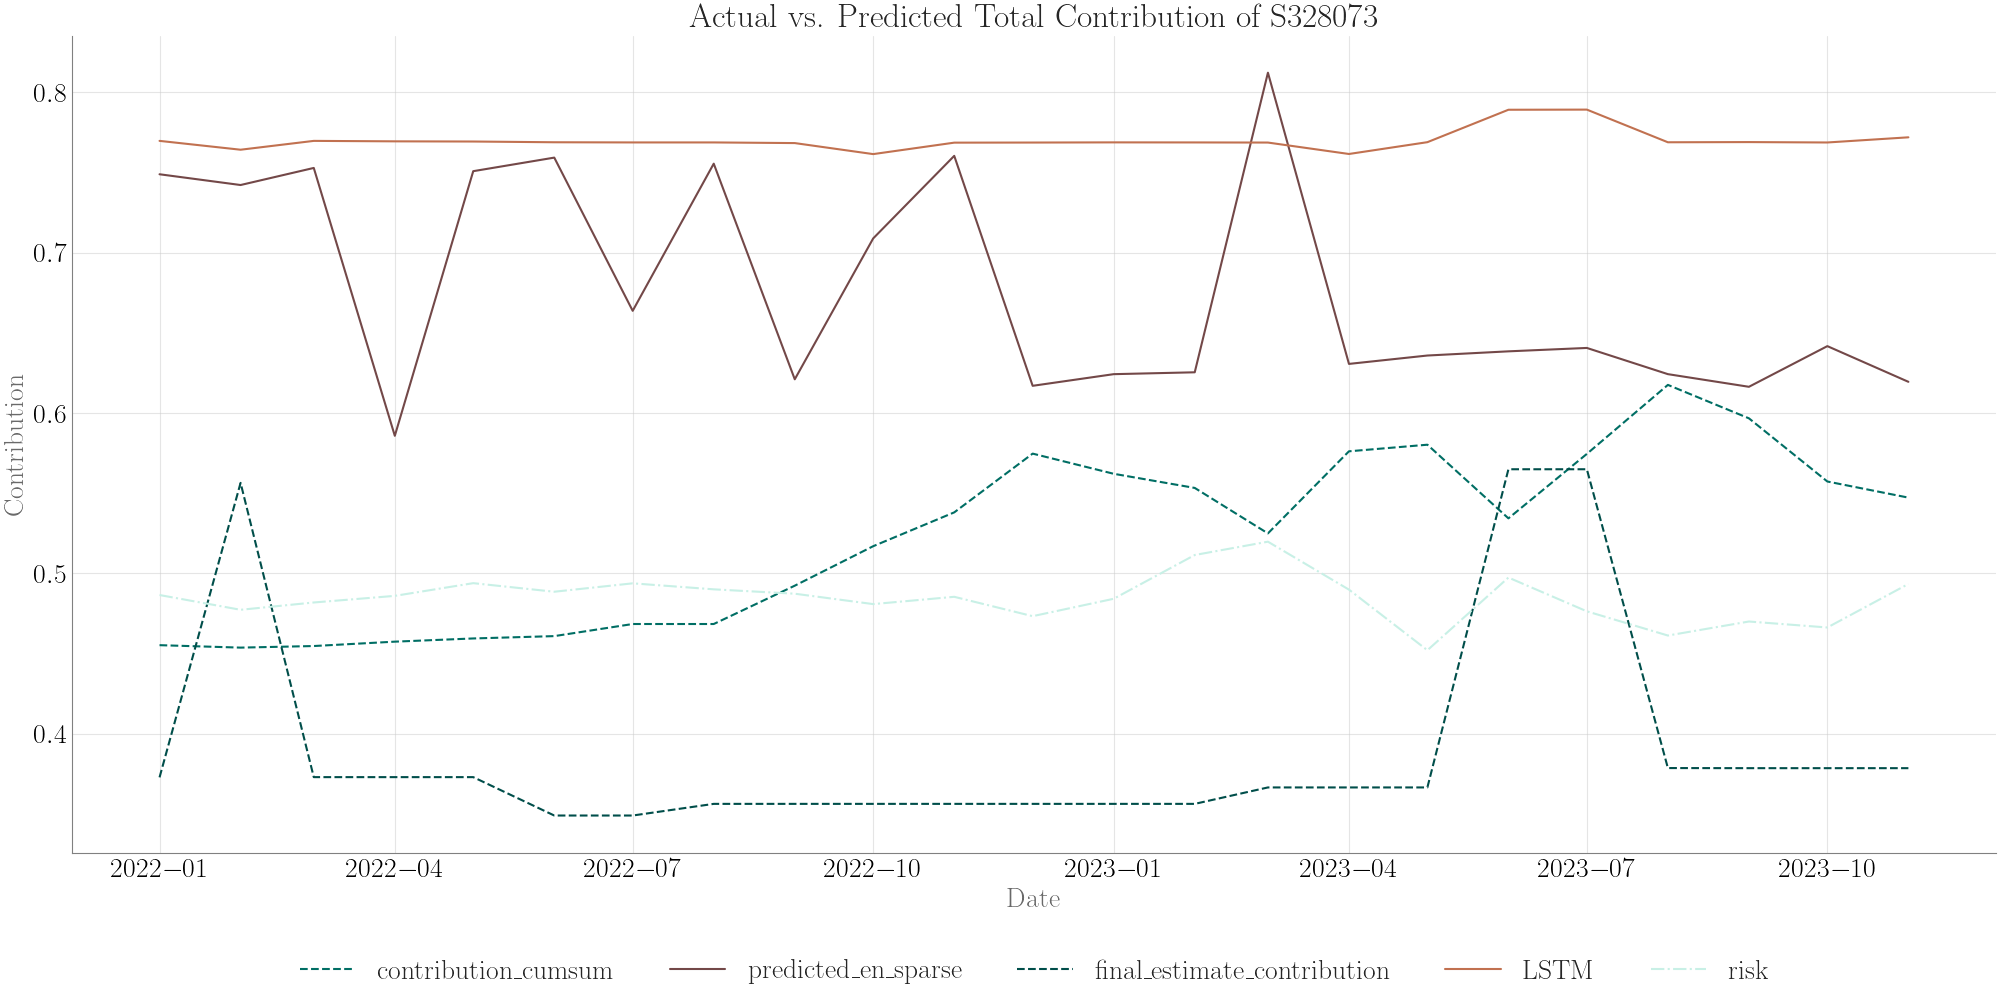 Actual vs. Predicted Total Contribution of S328073
0.8
0.7
0.6
0.5
0.4
Contribution
2022−01 2022−04 2022−07 2022−10 2023−01 2023−04 2023−07 2023−10
Date
contribution_cumsum predicted_en_sparse final_estimate_contribution LSTM risk